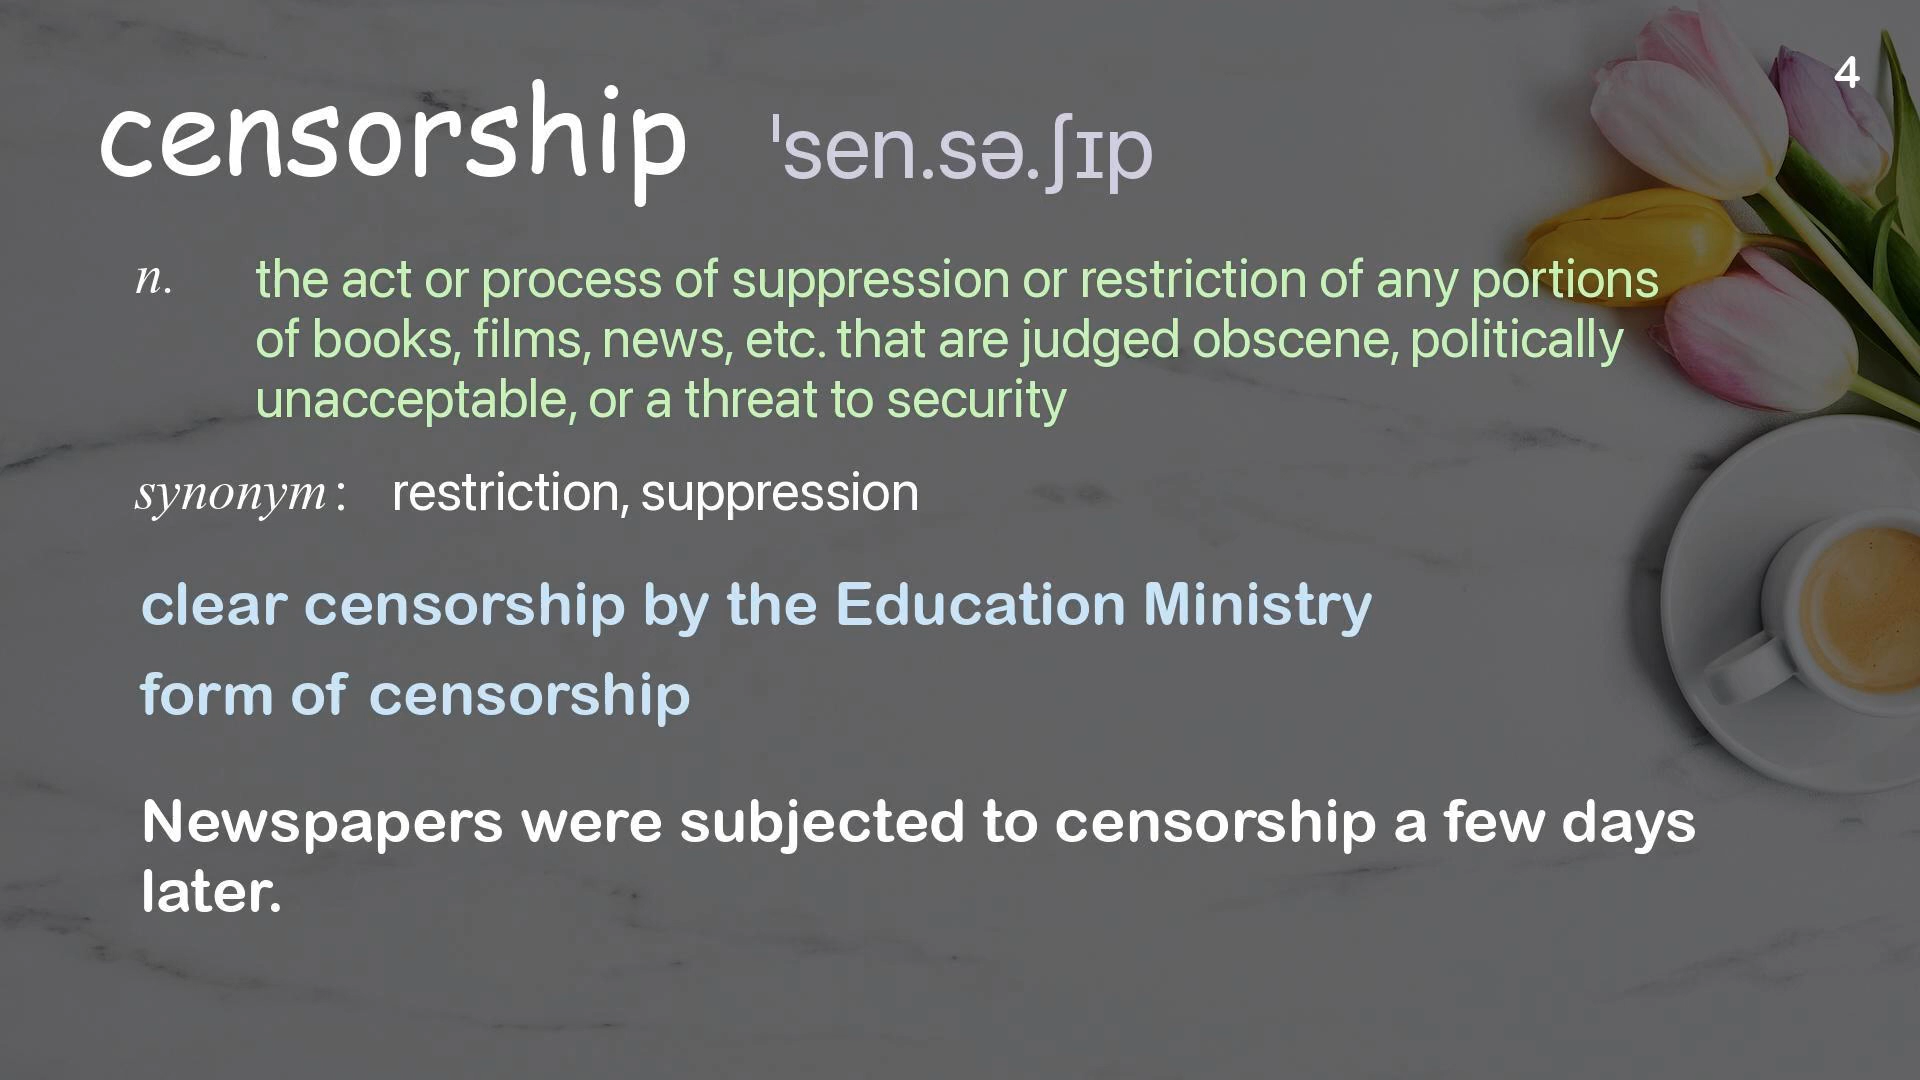 4
censorship ˈsen.sə.ʃɪp
n. the act or process of suppression or restriction of any portions
of books, films, news, etc. that are judged obscene, politically
unacceptable, or a threat to security
synonym: restriction, suppression
clear censorship by the Education Ministry
form of censorship
Newspapers were subjected to censorship a few days
later.